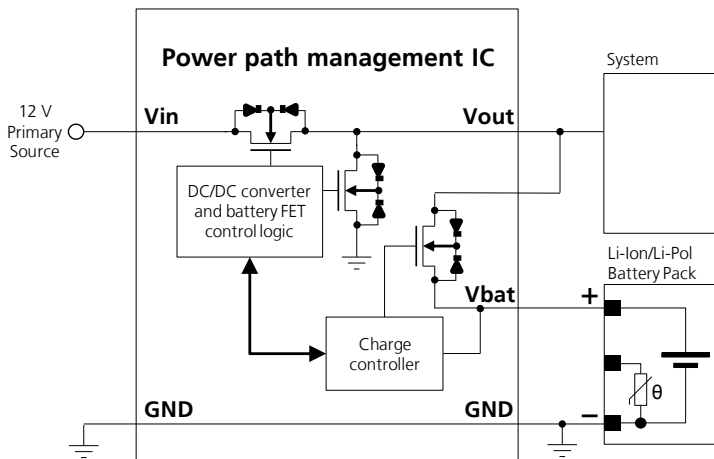 Power path management IC
System
12 V
Primary
Source
Vin
Vout
DC/DC converter
and battery FET
control logic
Li-Ion/Li-Pol
Battery Pack
Vbat
+
Charge
controller
θ
GND
GND
−